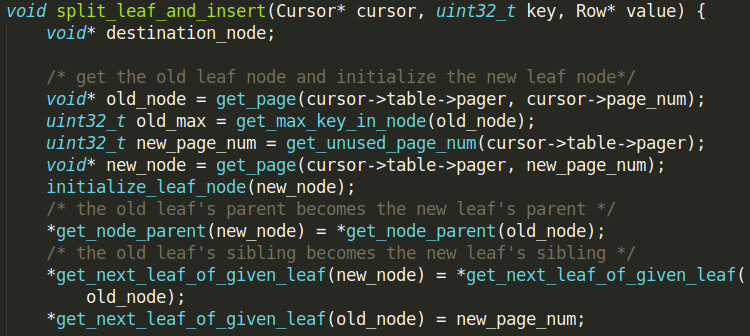 void split_leaf_and_insert(Cursor* cursor, uint32_t key, Row* value) {
    void* destination_node;

    /* get the old leaf node and initialize the new leaf node*/
    void* old_node = get_page(cursor->table->pager, cursor->page_num);
    uint32_t old_max = get_max_key_in_node(old_node);
    uint32_t new_page_num = get_unused_page_num(cursor->table->pager);
    void* new_node = get_page(cursor->table->pager, new_page_num);
    initialize_leaf_node(new_node);
    /* the old leaf's parent becomes the new leaf's parent */
    *get_node_parent(new_node) = *get_node_parent(old_node);
    /* the old leaf's sibling becomes the new leaf's sibling */
    *get_next_leaf_of_given_leaf(new_node) = *get_next_leaf_of_given_leaf(
        old_node);
    *get_next_leaf_of_given_leaf(old_node) = new_page_num;